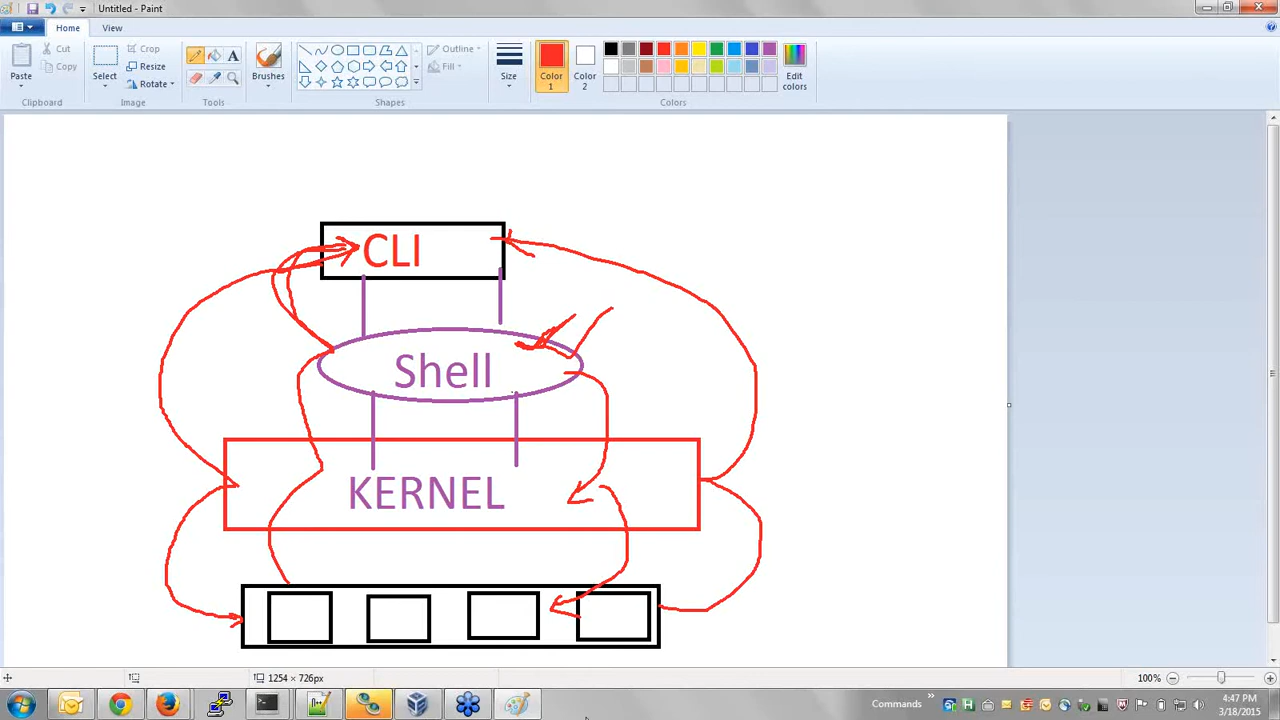 Untitled - Paint
Home
View
Paste
Cut
Copy
Clipboard
Select
Crop
Resize
Rotate
Image
A
Tools
Brushes
Outline
Fill
Shapes
Size
Color
1
Color
2
Edit
colors
Colors
CLI
Shell
KERNEL
1254 × 726px
100%
Commands
4:47 PM
3/18/2015